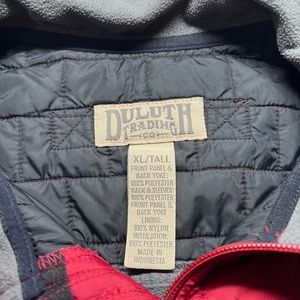 DULUTH
TRADING
CO
XL/TALL
FRONT PANEL &
BACK YOKE:
100% POLYESTER
BACK & SLEEVES:
100% POLYESTER
FRONT PANEL &
BACK YOKE
LINING:
100% NYLON
INSULATION:
100% POLYESTER
MADE IN
INDONESIA